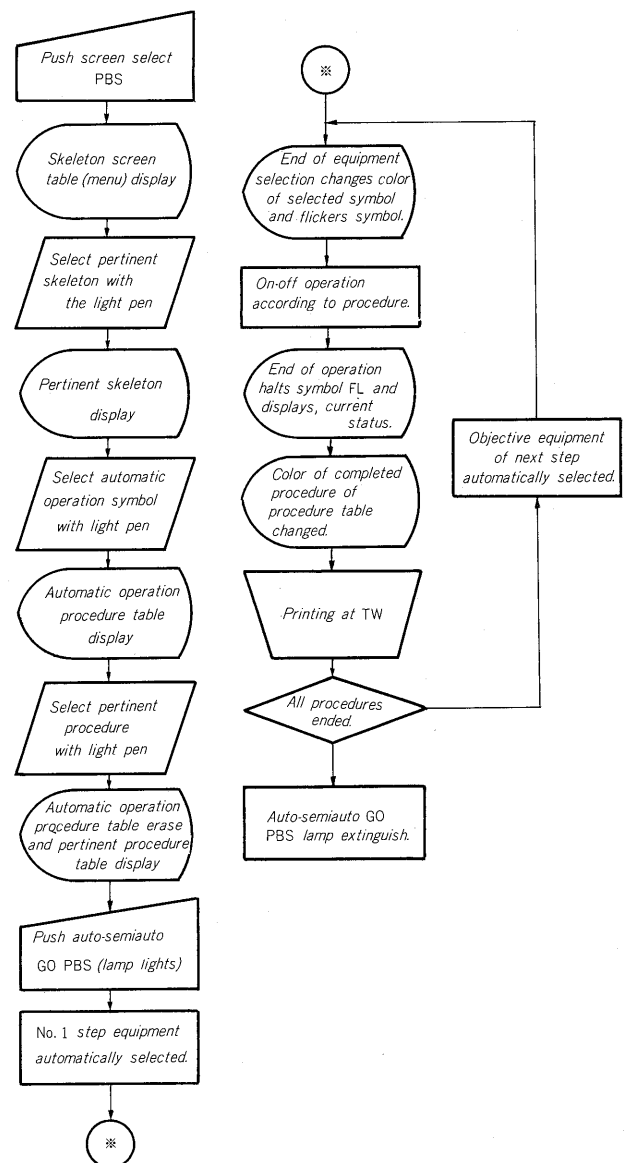 Push screen select
PBS
Skeleton screen
table (menu) display
Select pertinent
skeleton with
the light pen
Pertinent skeleton
display
Select automatic
operation symbol
with light pen
Automatic operation
procedure table
display
Select pertinent
procedure
with light pen
Automatic operation
procedure table erase
and pertinent procedure
table display
Push auto-semiauto
GO PBS (lamp lights)
No. 1 step equipment
automatically selected.
※
※
End of equipment
selection changes color
of selected symbol
and flickers symbol.
On-off operation
according to procedure.
End of operation
halts symbol FL and
displays, current
status.
Color of completed
procedure of
procedure table
changed.
Printing at TW
All procedures
ended.
Auto-semiauto GO
PBS lamp extinguish.
Objective equipment
of next step
automatically selected.